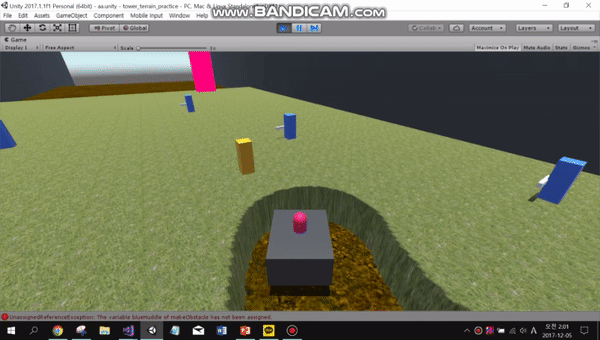 Unity 2017.1.1f1 Personal (64bit) - aa.unity - tower_terrain_practice - PC, Mac & Linux Standalone
www.BANDICAM.com
File Edit Assets GameObject Component Mobile Input Window Help
Pivot Global Collab Account Layers Layout
Game
Display 1 Free Aspect Scale 1x Maximize On Play Mute Audio Stats Gizmos
UnassignedReferenceException: The variable bluemuddle of makeObstacle has not been assigned.
A 오전 2:01
2017-12-05